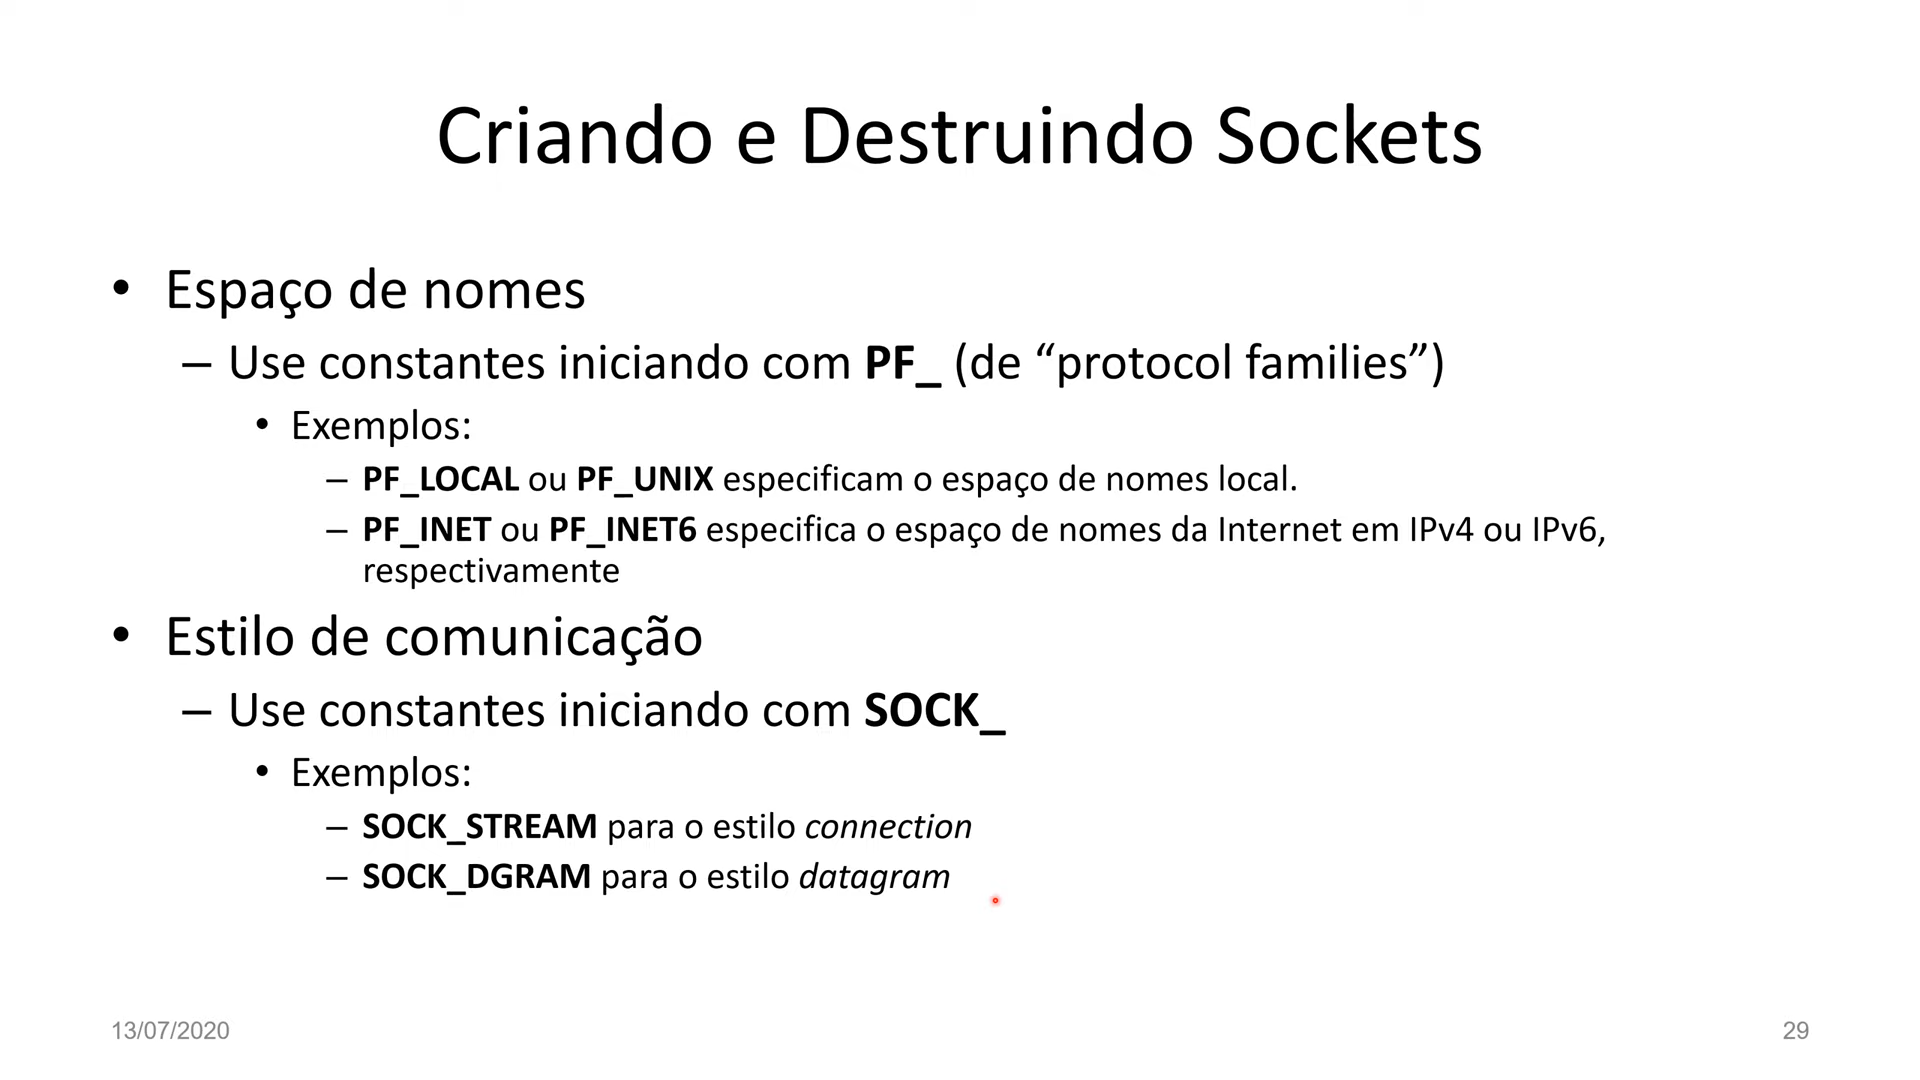 Criando e Destruindo Sockets
• Espaço de nomes
– Use constantes iniciando com PF_ (de “protocol families”)
• Exemplos:
– PF_LOCAL ou PF_UNIX especificam o espaço de nomes local.
– PF_INET ou PF_INET6 especifica o espaço de nomes da Internet em IPv4 ou IPv6,
respectivamente
• Estilo de comunicação
– Use constantes iniciando com SOCK_
• Exemplos:
– SOCK_STREAM para o estilo connection
– SOCK_DGRAM para o estilo datagram
13/07/2020
29